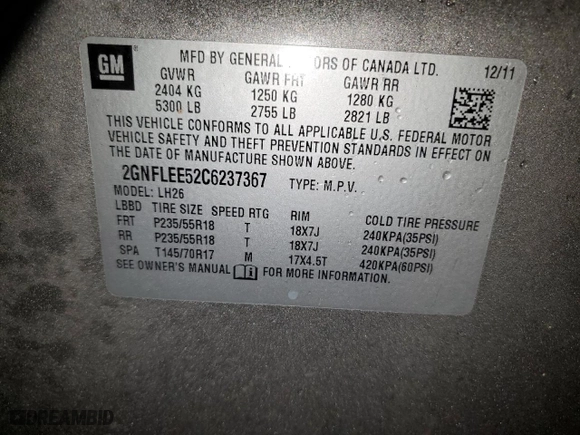 GM
MFD BY GENERAL ORS OF CANADA LTD.
12/11
GVWR GAWR FRT GAWR RR
2404 KG 1250 KG 1280 KG
5300 LB 2755 LB 2821 LB
THIS VEHICLE CONFORMS TO ALL APPLICABLE U.S. FEDERAL MOTOR
VEHICLE SAFETY AND THEFT PREVENTION STANDARDS IN EFFECT ON
THE DATE OF MANUFACTURE SHOWN ABOVE.
2GNFLEE52C6237367 TYPE: M.P.V.
MODEL: LH26
LBBD TIRE SIZE SPEED RTG RIM COLD TIRE PRESSURE
FRT P235/55R18 T 18X7J 240KPA(35PSI)
RR P235/55R18 T 18X7J 240KPA(35PSI)
SPA T145/70R17 M 17X4.5T 420KPA(60PSI)
SEE OWNER'S MANUAL FOR MORE INFORMATION.
DREAMBID